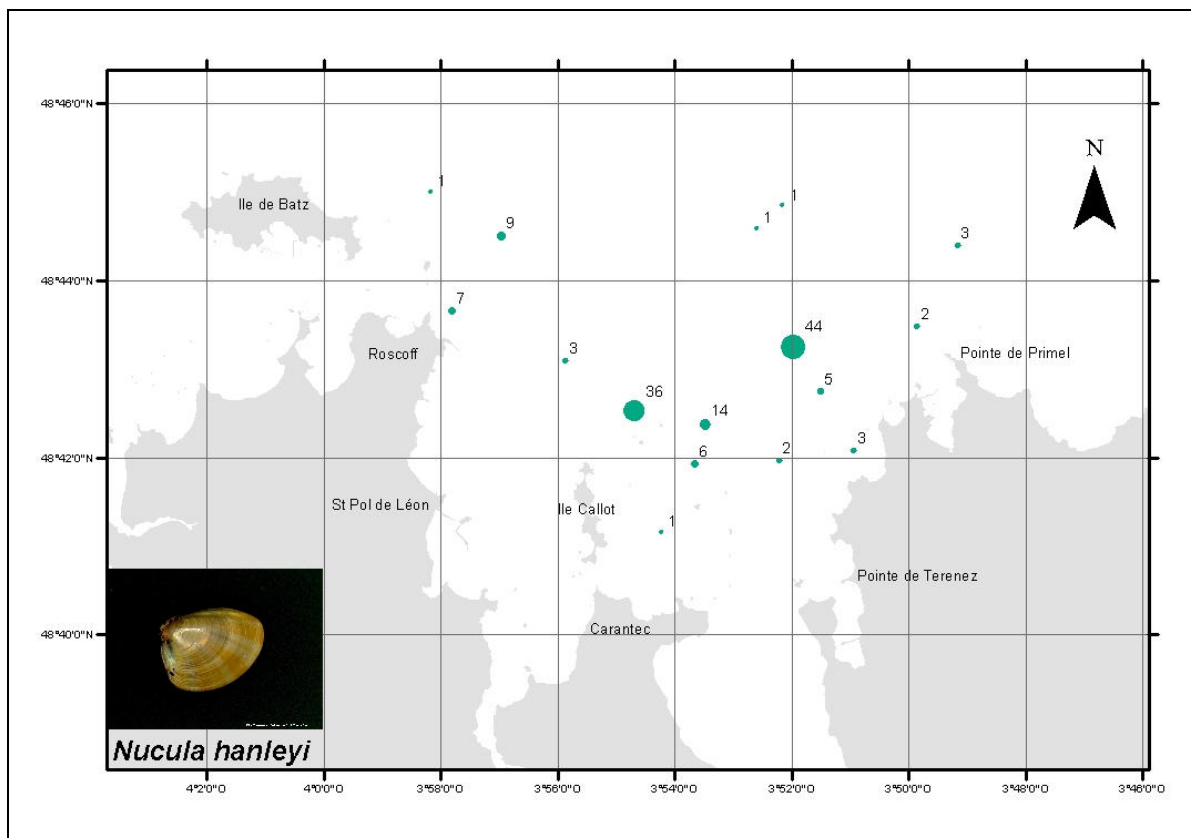 N
48°46'0"N
Ile de Batz
1
1
1
9
3
48°44'0"N
7
2
44
Roscoff
3
Pointe de Primel
5
36
14
48°42'0"N
6
2
3
St Pol de Léon
Ile Callot
1
Pointe de Terenez
Carantec
48°40'0"N
Nucula hanleyi
4°2'0"O 4°0'0"O 3°58'0"O 3°56'0"O 3°54'0"O 3°52'0"O 3°50'0"O 3°48'0"O 3°46'0"O